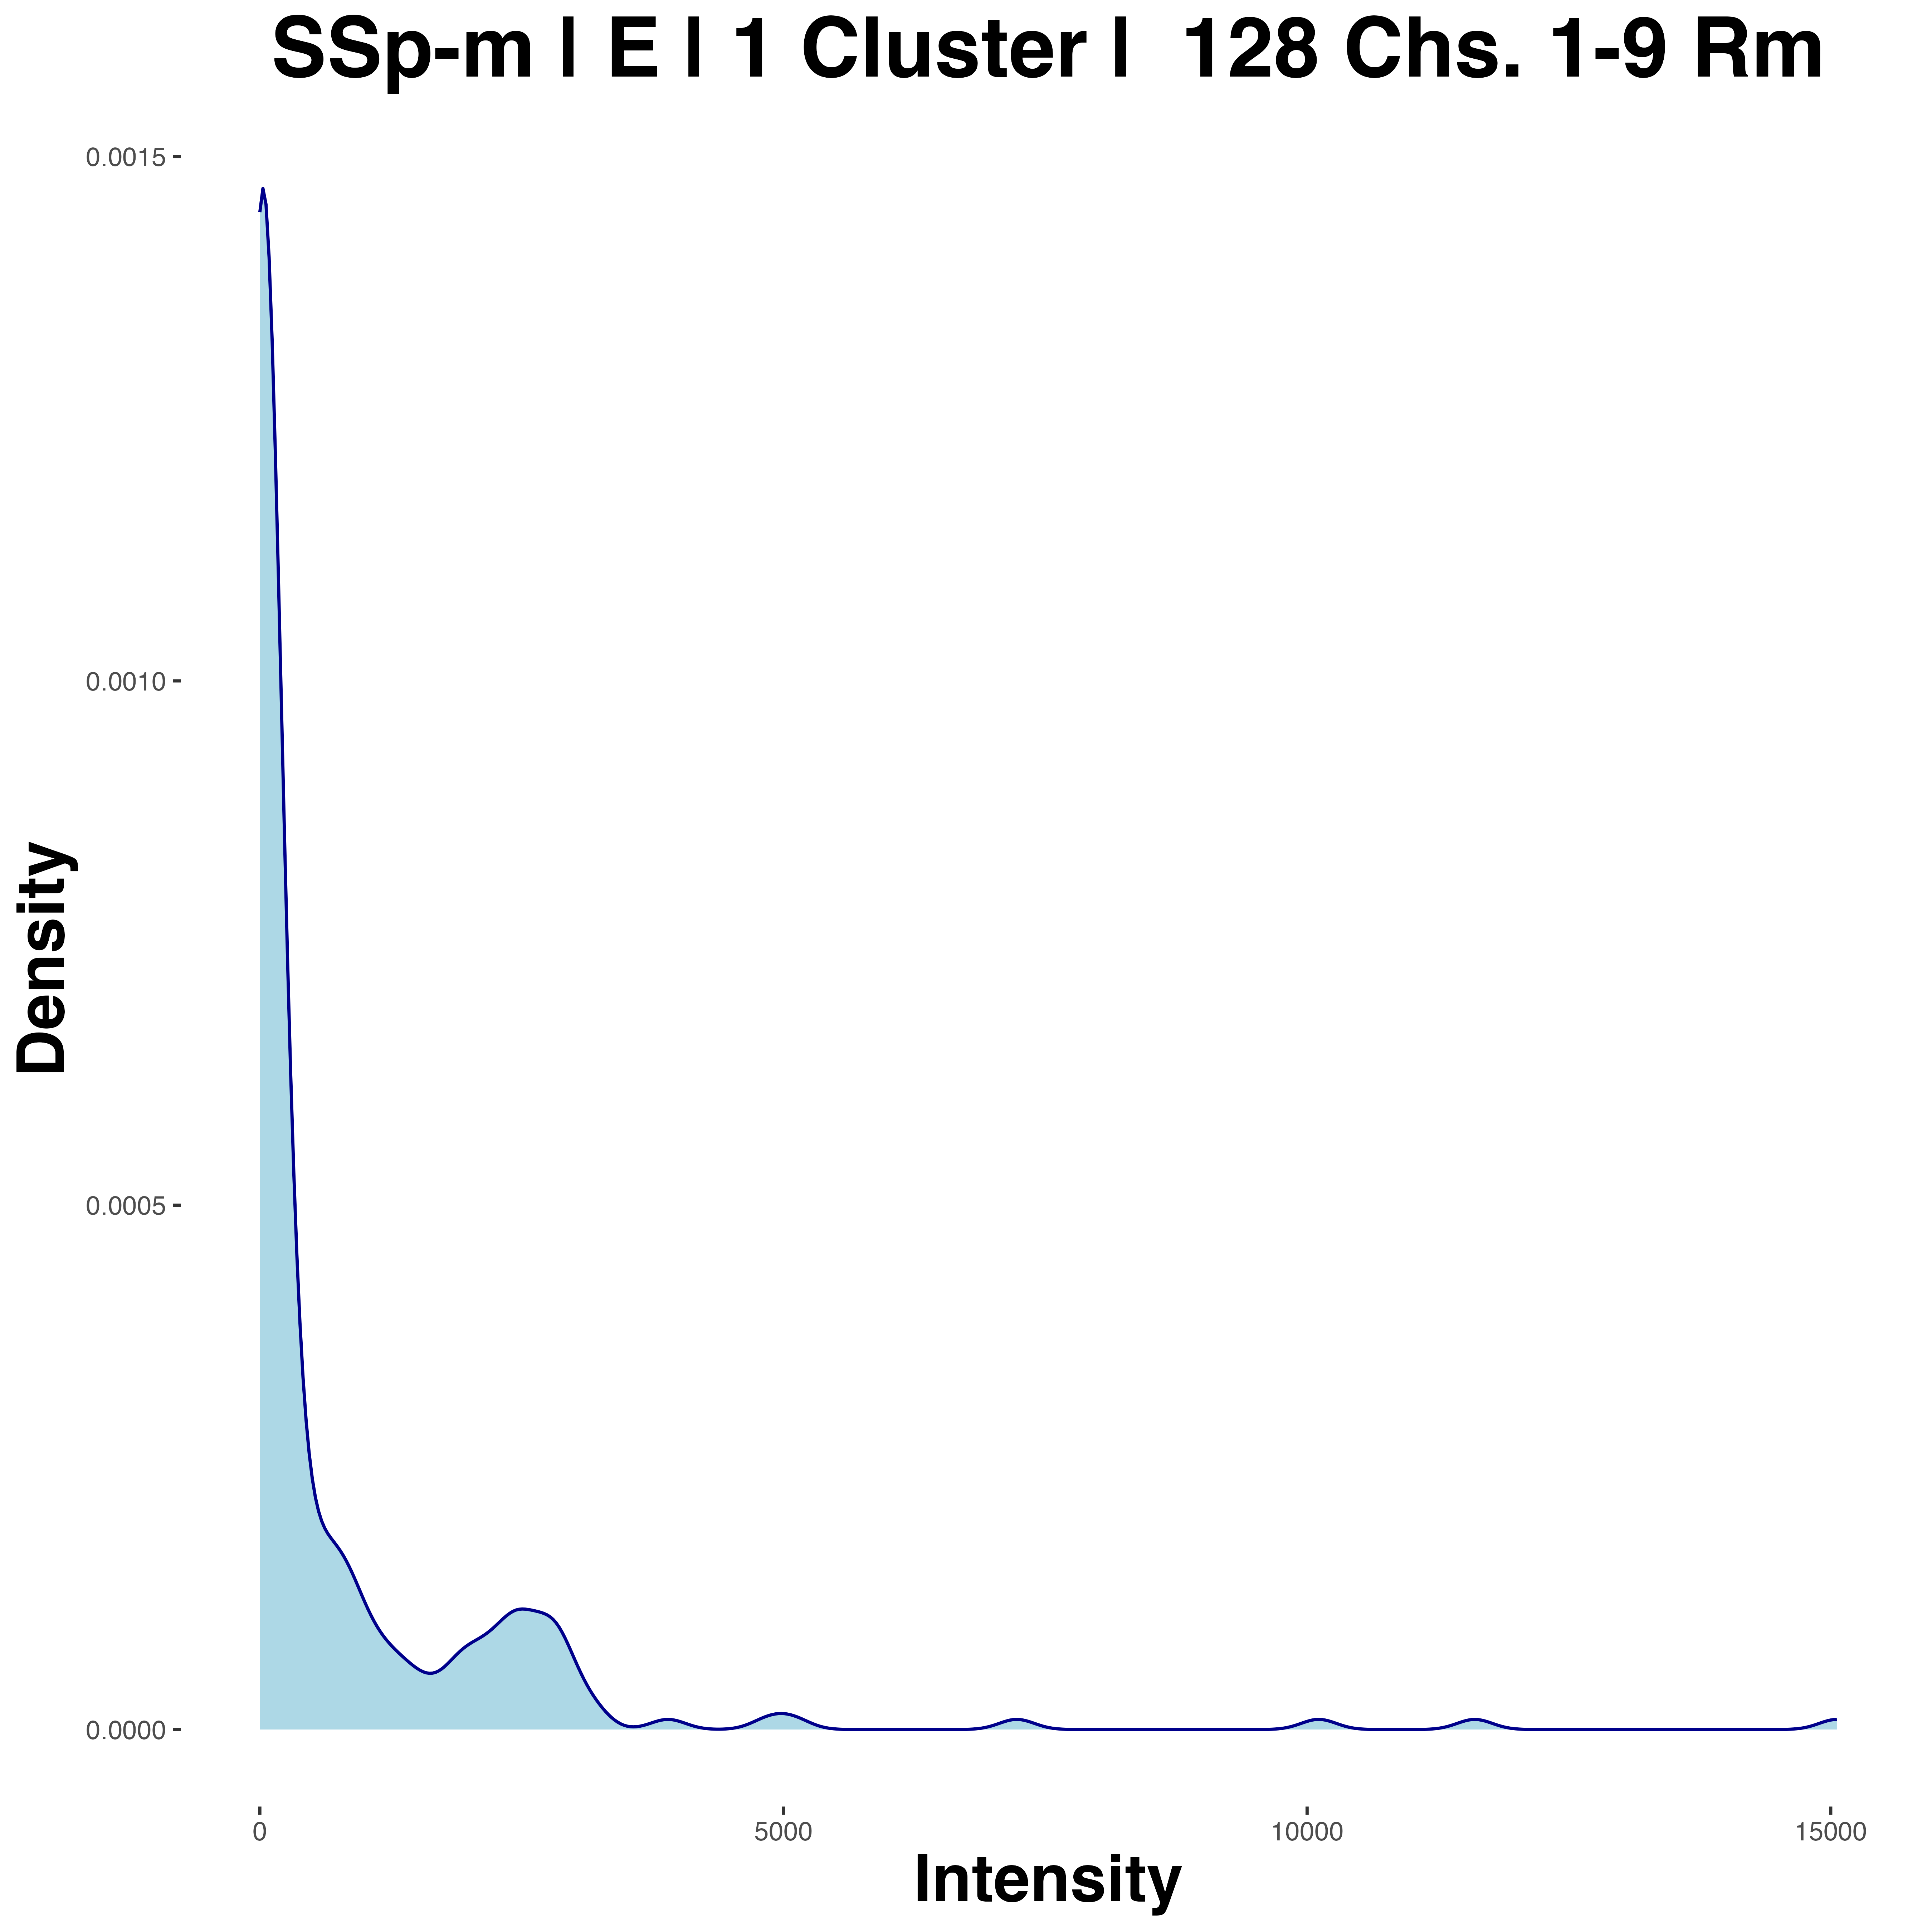 SSp-m | E | 1 Cluster |  128 Chs. 1-9 Rm
0.0015
0.0010
0.0005
0.0000
Density
0
5000
10000
15000
Intensity